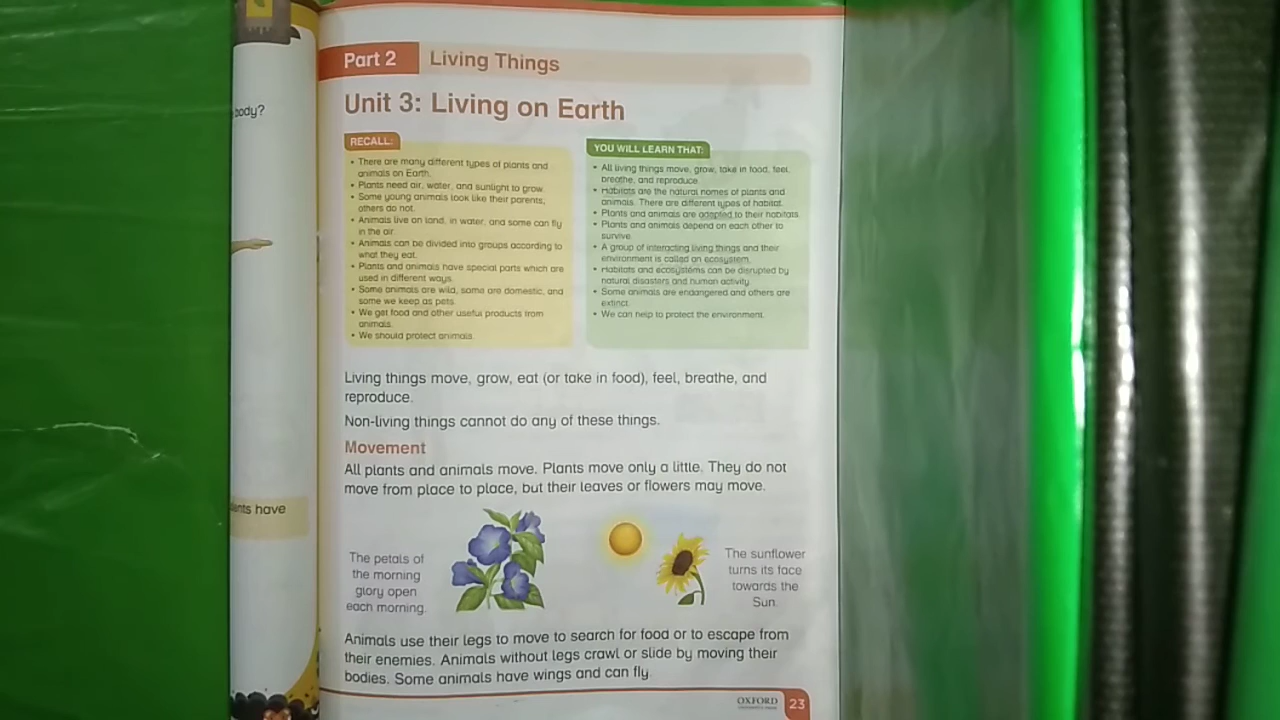 body?
ents have
Part 2
Living Things
Unit 3: Living on Earth
RECALL:
• There are many different types of plants and
animals on Earth.
• Plants need air, water, and sunlight to grow.
• Some young animals look like their parents;
others do not.
• Animals live on land, in water, and some can fly
in the air.
• Animals can be divided into groups according to
what they eat.
• Plants and animals have special parts which are
used in different ways.
• Some animals are wild, some are domestic, and
some we keep as pets.
• We get food and other useful products from
animals.
• We should protect animals.
YOU WILL LEARN THAT:
• All living things move, grow, take in food, feel,
breathe, and reproduce.
• Habitats are the natural homes of plants and
animals. There are different types of habitat.
• Plants and animals are adapted to their habitats.
• Plants and animals depend on each other to
survive.
• A group of interacting living things and their
environment is called an ecosystem.
• Habitats and ecosystems can be disrupted by
natural disasters and human activity.
• Some animals are endangered and others are
extinct.
• We can help to protect the environment.
Living things move, grow, eat (or take in food), feel, breathe, and
reproduce.
Non-living things cannot do any of these things.
Movement
All plants and animals move. Plants move only a little. They do not
move from place to place, but their leaves or flowers may move.
The petals of
the morning
glory open
each morning.
The sunflower
turns its face
towards the
Sun.
Animals use their legs to move to search for food or to escape from
their enemies. Animals without legs crawl or slide by moving their
bodies. Some animals have wings and can fly.
OXFORD
23